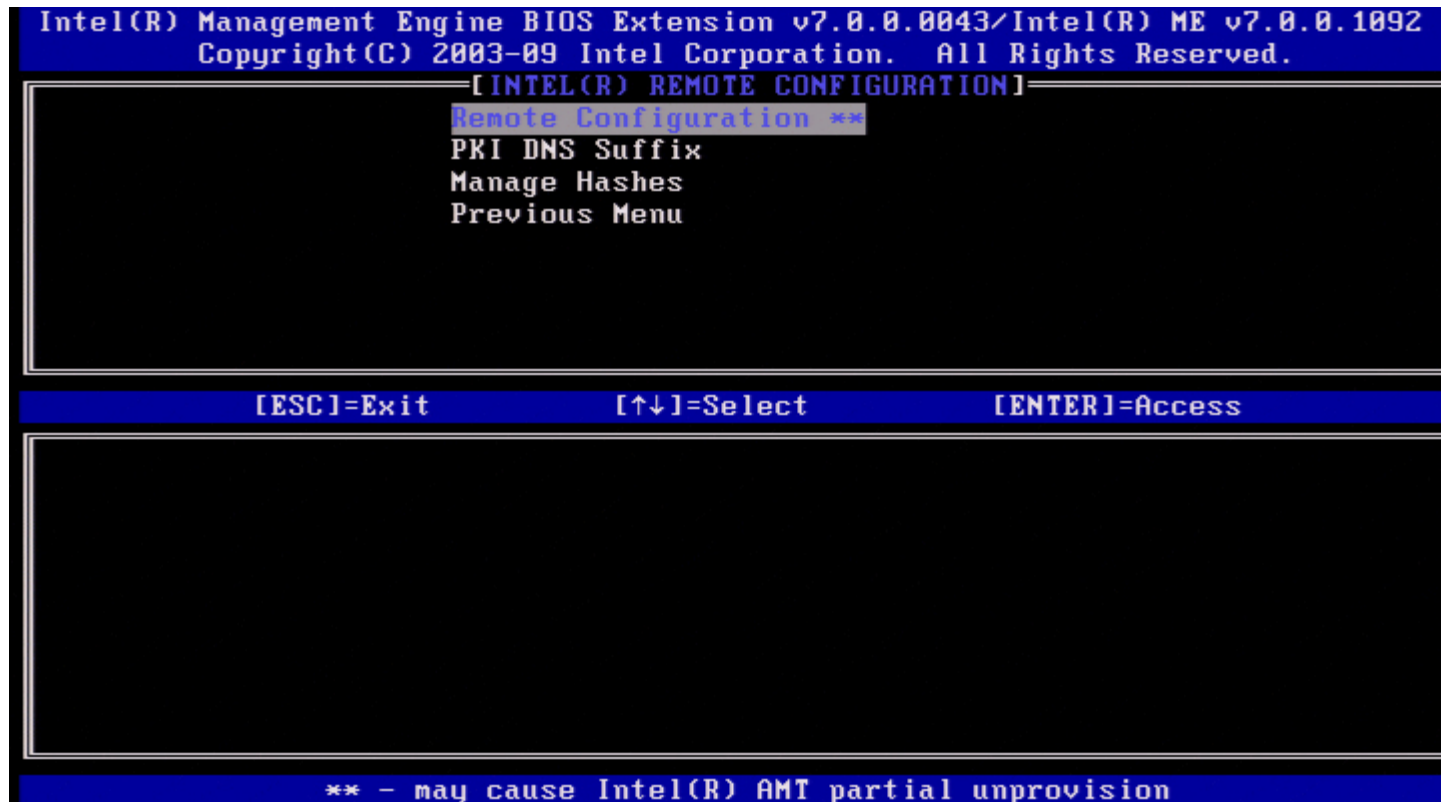 Intel(R) Management Engine BIOS Extension v7.0.0.0043/Intel(R) ME v7.0.0.1092
Copyright(C) 2003-09 Intel Corporation. All Rights Reserved.
[INTEL(R) REMOTE CONFIGURATION]
Remote Configuration **
PKI DNS Suffix
Manage Hashes
Previous Menu
[ESC]=Exit [↑↓]=Select [ENTER]=Access
** - may cause Intel(R) AMT partial unprovision